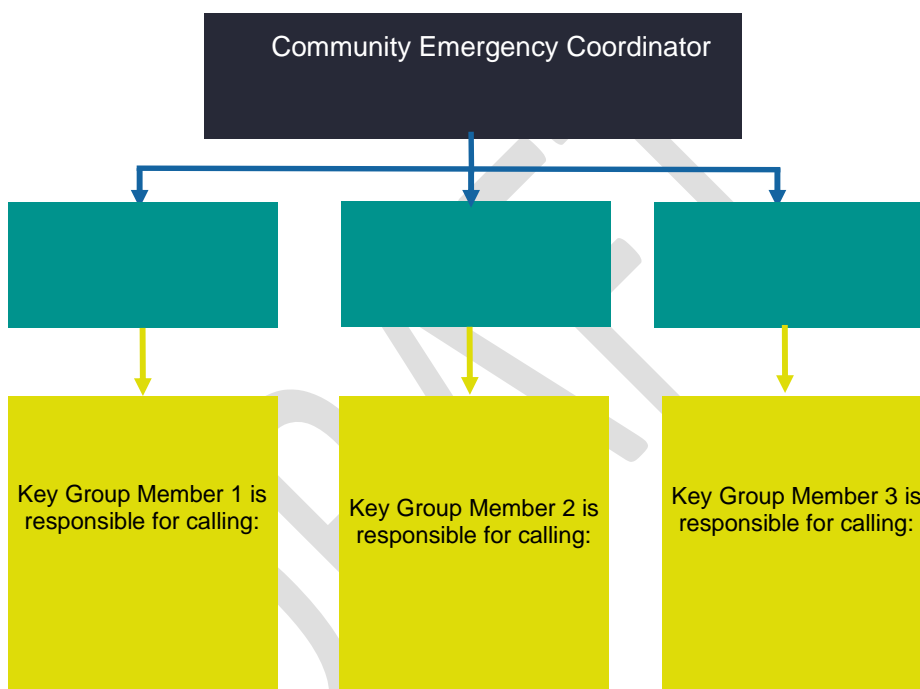 Community Emergency Coordinator
Key Group Member 1 is
responsible for calling:
Key Group Member 2 is
responsible for calling:
Key Group Member 3 is
responsible for calling:
DRAFT